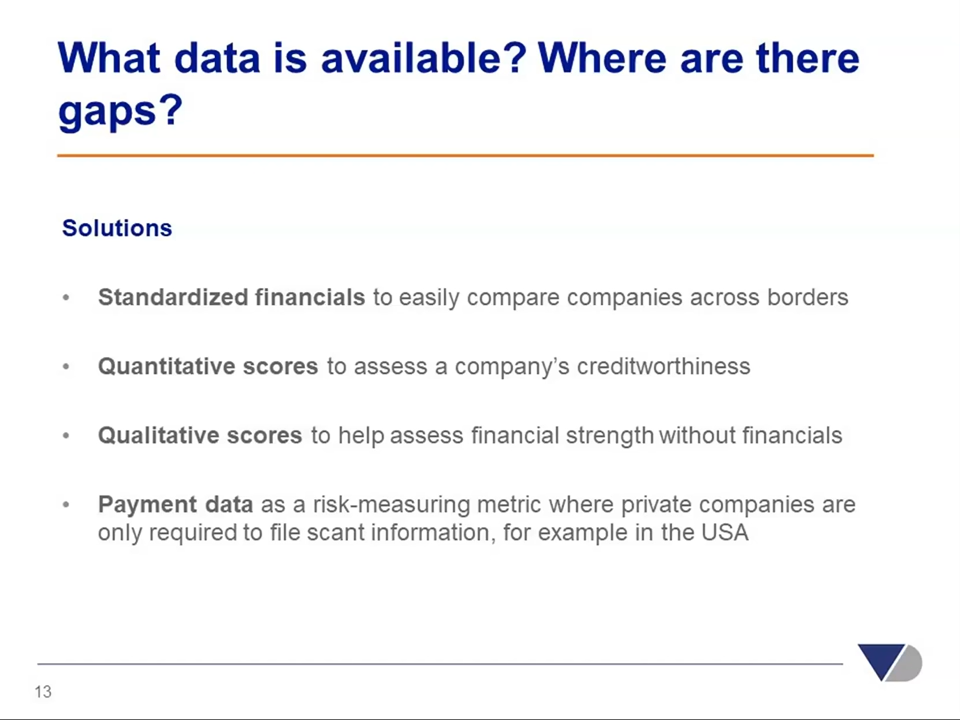 What data is available? Where are there
gaps?
Solutions
• Standardized financials to easily compare companies across borders
• Quantitative scores to assess a company’s creditworthiness
• Qualitative scores to help assess financial strength without financials
• Payment data as a risk-measuring metric where private companies are
only required to file scant information, for example in the USA
13